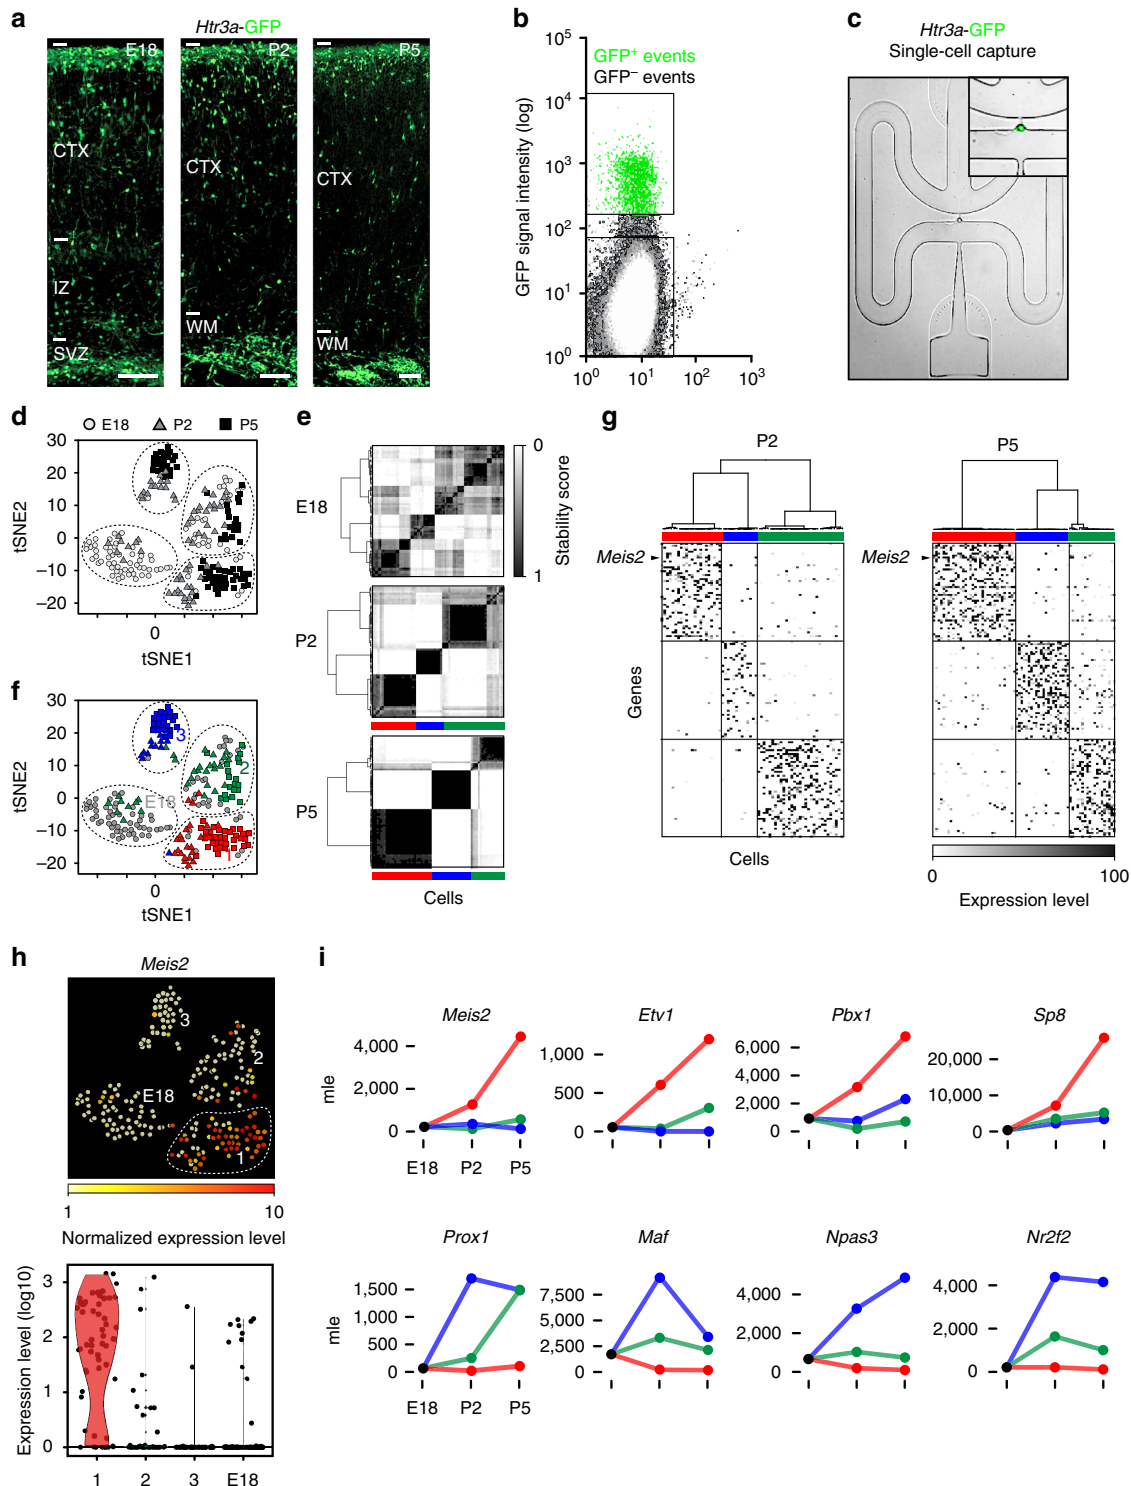 a
Htr3a-GFP
E18
P2
P5
CTX
CTX
CTX
IZ
SVZ
WM
WM
b
GFP+ events
GFP− events
GFP signal intensity (log)
10^5
10^4
10^3
10^2
10^1
10^0
10^0
10^1
10^2
10^3
c
Htr3a-GFP
Single-cell capture
d
E18
P2
P5
30
20
10
0
−10
−20
tSNE2
0
tSNE1
e
E18
P2
P5
0
1
Stability score
Cells
f
30
20
10
0
−10
−20
tSNE2
3
2
E18
1
0
tSNE1
g
P2
P5
Meis2
Meis2
Genes
Cells
0
100
Expression level
h
Meis2
3
2
E18
1
1
10
Normalized expression level
Expression level (log10)
3
2
1
0
1
2
3
E18
i
Meis2
Etv1
Pbx1
Sp8
mle
4,000
2,000
0
1,000
500
0
6,000
4,000
2,000
0
20,000
10,000
0
E18
P2
P5
Prox1
Maf
Npas3
Nr2f2
mle
1,500
1,000
500
0
7,500
5,000
2,500
0
4,000
2,000
0
4,000
2,000
0
E18
P2
P5